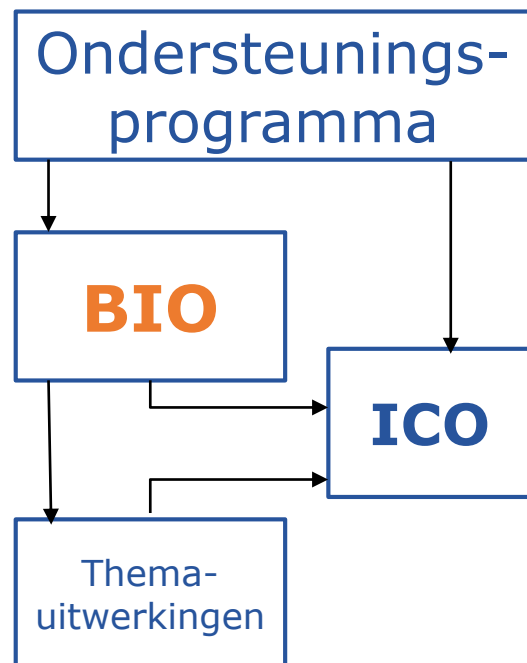 Ondersteunings-
programma
BIO
ICO
Thema-
uitwerkingen